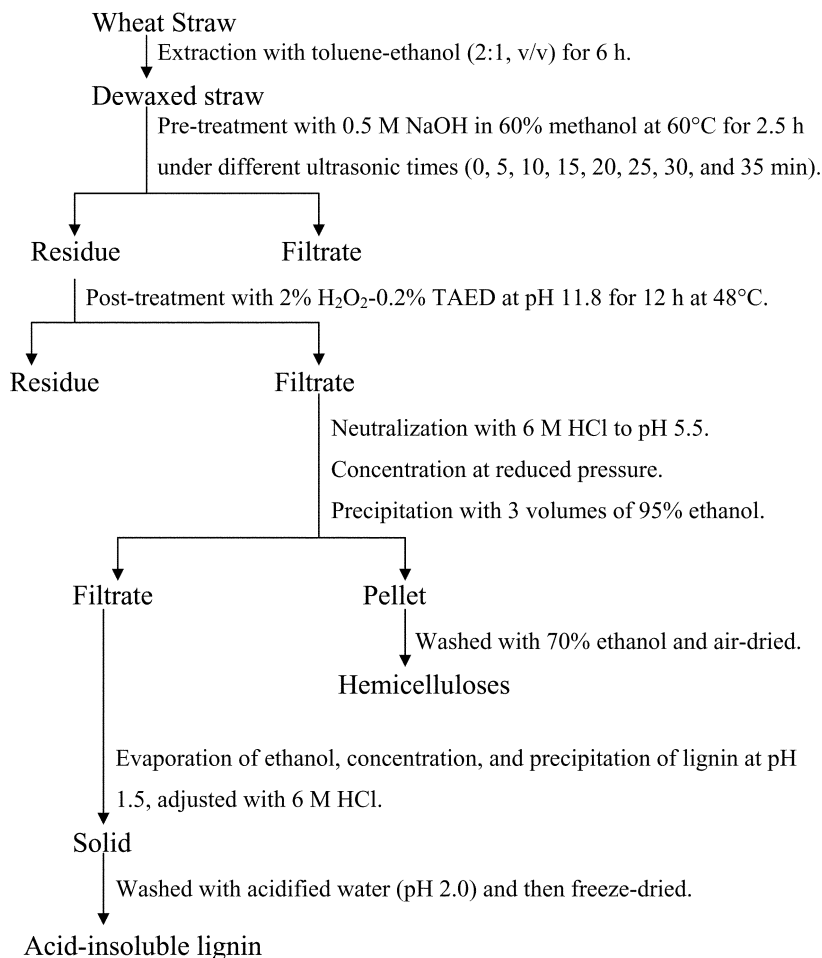 Wheat Straw
Extraction with toluene-ethanol (2:1, v/v) for 6 h.
Dewaxed straw
Pre-treatment with 0.5 M NaOH in 60% methanol at 60°C for 2.5 h
under different ultrasonic times (0, 5, 10, 15, 20, 25, 30, and 35 min).
Residue
Filtrate
Post-treatment with 2% H₂O₂-0.2% TAED at pH 11.8 for 12 h at 48°C.
Residue
Filtrate
Neutralization with 6 M HCl to pH 5.5.
Concentration at reduced pressure.
Precipitation with 3 volumes of 95% ethanol.
Filtrate
Pellet
Washed with 70% ethanol and air-dried.
Hemicelluloses
Evaporation of ethanol, concentration, and precipitation of lignin at pH
1.5, adjusted with 6 M HCl.
Solid
Washed with acidified water (pH 2.0) and then freeze-dried.
Acid-insoluble lignin